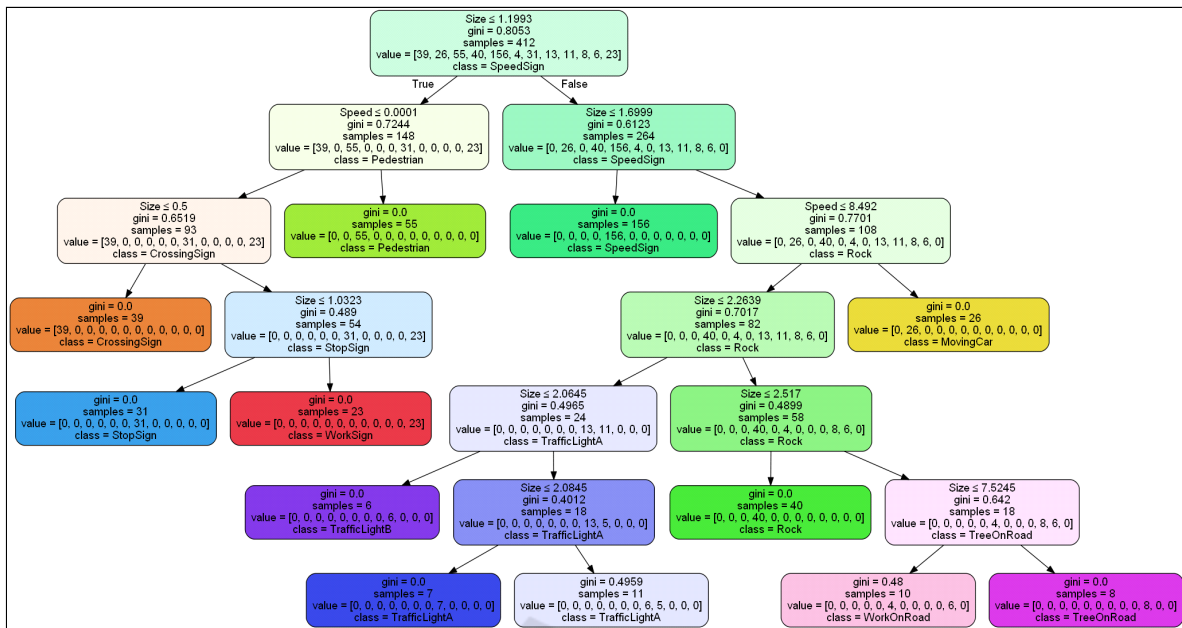 Size ≤ 1.1993
gini = 0.8053
samples = 412
value = [39, 26, 55, 40, 156, 4, 31, 13, 11, 8, 6, 23]
class = SpeedSign
True
False
Speed ≤ 0.0001
gini = 0.7244
samples = 148
value = [39, 0, 55, 0, 0, 0, 31, 0, 0, 0, 0, 23]
class = Pedestrian
Size ≤ 1.6999
gini = 0.6123
samples = 264
value = [0, 26, 0, 40, 156, 4, 0, 13, 11, 8, 6, 0]
class = SpeedSign
Size ≤ 0.5
gini = 0.6519
samples = 93
value = [39, 0, 0, 0, 0, 0, 31, 0, 0, 0, 0, 23]
class = CrossingSign
gini = 0.0
samples = 55
value = [0, 0, 55, 0, 0, 0, 0, 0, 0, 0, 0, 0]
class = Pedestrian
gini = 0.0
samples = 156
value = [0, 0, 0, 0, 156, 0, 0, 0, 0, 0, 0, 0]
class = SpeedSign
Speed ≤ 8.492
gini = 0.7701
samples = 108
value = [0, 26, 0, 40, 0, 4, 0, 13, 11, 8, 6, 0]
class = Rock
gini = 0.0
samples = 39
value = [39, 0, 0, 0, 0, 0, 0, 0, 0, 0, 0, 0]
class = CrossingSign
Size ≤ 1.0323
gini = 0.489
samples = 54
value = [0, 0, 0, 0, 0, 0, 31, 0, 0, 0, 0, 23]
class = StopSign
Size ≤ 2.2639
gini = 0.7017
samples = 82
value = [0, 0, 0, 40, 0, 4, 0, 13, 11, 8, 6, 0]
class = Rock
gini = 0.0
samples = 26
value = [0, 26, 0, 0, 0, 0, 0, 0, 0, 0, 0, 0]
class = MovingCar
gini = 0.0
samples = 31
value = [0, 0, 0, 0, 0, 0, 31, 0, 0, 0, 0, 0]
class = StopSign
gini = 0.0
samples = 23
value = [0, 0, 0, 0, 0, 0, 0, 0, 0, 0, 0, 23]
class = WorkSign
Size ≤ 2.0645
gini = 0.4965
samples = 24
value = [0, 0, 0, 0, 0, 0, 0, 13, 11, 0, 0, 0]
class = TrafficLightA
Size ≤ 2.517
gini = 0.4899
samples = 58
value = [0, 0, 0, 40, 0, 4, 0, 0, 0, 8, 6, 0]
class = Rock
gini = 0.0
samples = 6
value = [0, 0, 0, 0, 0, 0, 0, 0, 6, 0, 0, 0]
class = TrafficLightB
Size ≤ 2.0845
gini = 0.4012
samples = 18
value = [0, 0, 0, 0, 0, 0, 0, 13, 5, 0, 0, 0]
class = TrafficLightA
gini = 0.0
samples = 40
value = [0, 0, 0, 40, 0, 0, 0, 0, 0, 0, 0, 0]
class = Rock
Size ≤ 7.5245
gini = 0.642
samples = 18
value = [0, 0, 0, 0, 0, 4, 0, 0, 0, 8, 6, 0]
class = TreeOnRoad
gini = 0.0
samples = 7
value = [0, 0, 0, 0, 0, 0, 0, 7, 0, 0, 0, 0]
class = TrafficLightA
gini = 0.4959
samples = 11
value = [0, 0, 0, 0, 0, 0, 0, 6, 5, 0, 0, 0]
class = TrafficLightA
gini = 0.48
samples = 10
value = [0, 0, 0, 0, 0, 4, 0, 0, 0, 0, 6, 0]
class = WorkOnRoad
gini = 0.0
samples = 8
value = [0, 0, 0, 0, 0, 0, 0, 0, 0, 8, 0, 0]
class = TreeOnRoad